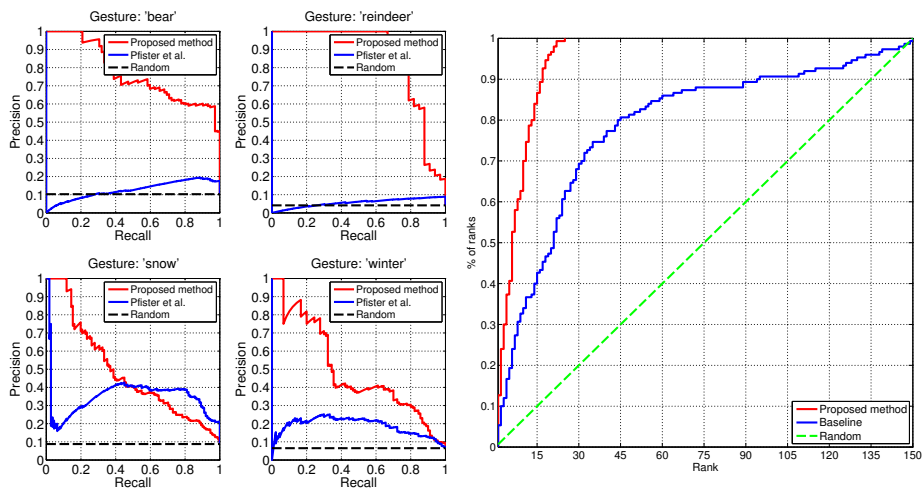 Gesture: 'bear'
Precision
1
0.9
0.8
0.7
0.6
0.5
0.4
0.3
0.2
0.1
0
Proposed method
Pfister et al.
Random
0 0.2 0.4 0.6 0.8 1
Recall
Gesture: 'reindeer'
Precision
1
0.9
0.8
0.7
0.6
0.5
0.4
0.3
0.2
0.1
0
Proposed method
Pfister et al.
Random
0 0.2 0.4 0.6 0.8 1
Recall
Gesture: 'snow'
Precision
1
0.9
0.8
0.7
0.6
0.5
0.4
0.3
0.2
0.1
0
Proposed method
Pfister et al.
Random
0 0.2 0.4 0.6 0.8 1
Recall
Gesture: 'winter'
Precision
1
0.9
0.8
0.7
0.6
0.5
0.4
0.3
0.2
0.1
0
Proposed method
Pfister et al.
Random
0 0.2 0.4 0.6 0.8 1
Recall
% of ranks
1
0.9
0.8
0.7
0.6
0.5
0.4
0.3
0.2
0.1
0
Proposed method
Baseline
Random
15 30 45 60 75 90 105 120 135 150
Rank